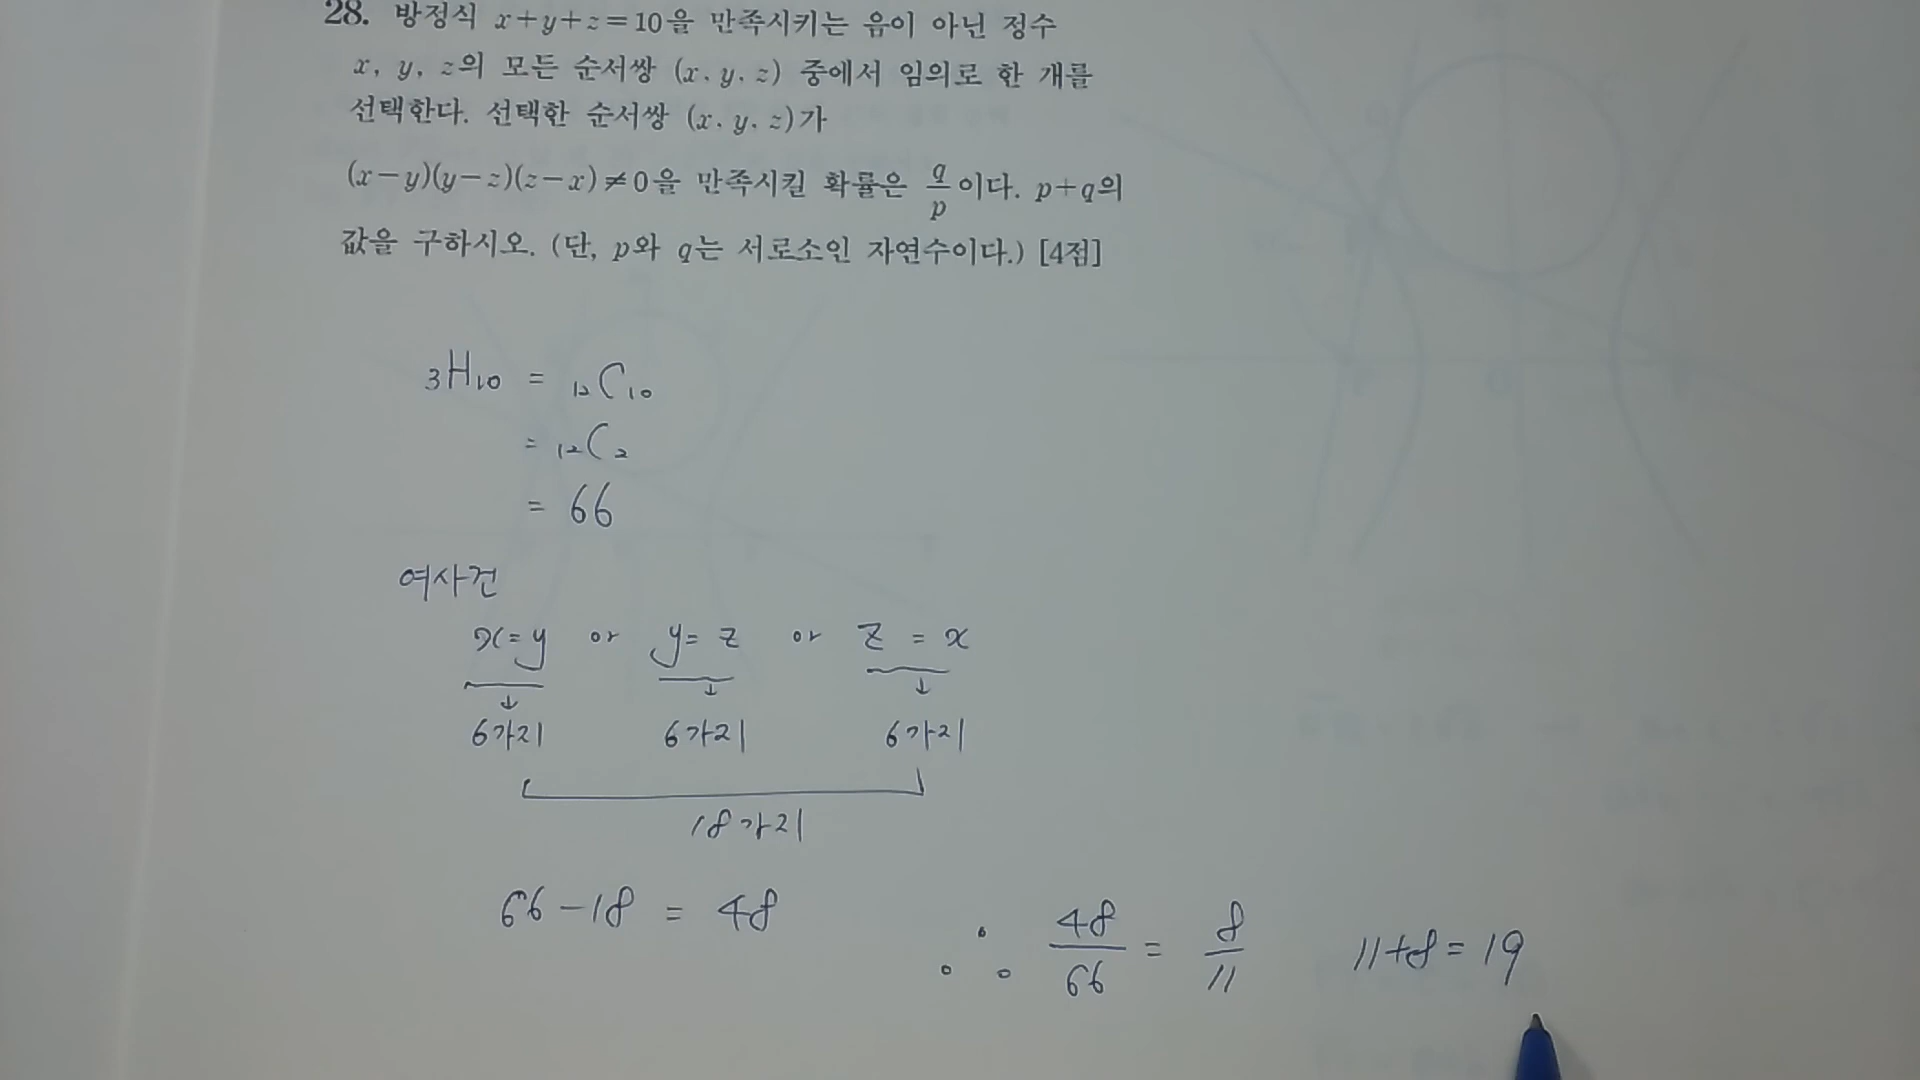 28. 방정식 x+y+z=10을 만족시키는 음이 아닌 정수
x, y, z의 모든 순서쌍 (x, y, z) 중에서 임의로 한 개를
선택한다. 선택한 순서쌍 (x, y, z)가
(x-y)(y-z)(z-x)≠0을 만족시킬 확률은 q/p이다. p+q의
값을 구하시오. (단, p와 q는 서로소인 자연수이다.) [4점]
₃H₁₀ = ₁₂C₁₀
= ₁₂C₂
= 66
여사건
x=y or y=z or z=x
↓ ↓ ↓
6가지 6가지 6가지
18가지
66-18 = 48
∴ 48/66 = 8/11 11+8=19